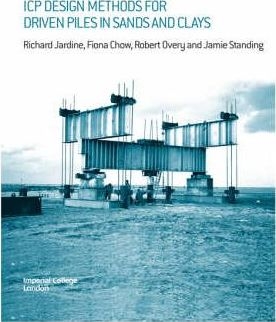 ICP DESIGN METHODS FOR
DRIVEN PILES IN SANDS AND CLAYS
Richard Jardine, Fiona Chow, Robert Overy and Jamie Standing
Imperial College
London